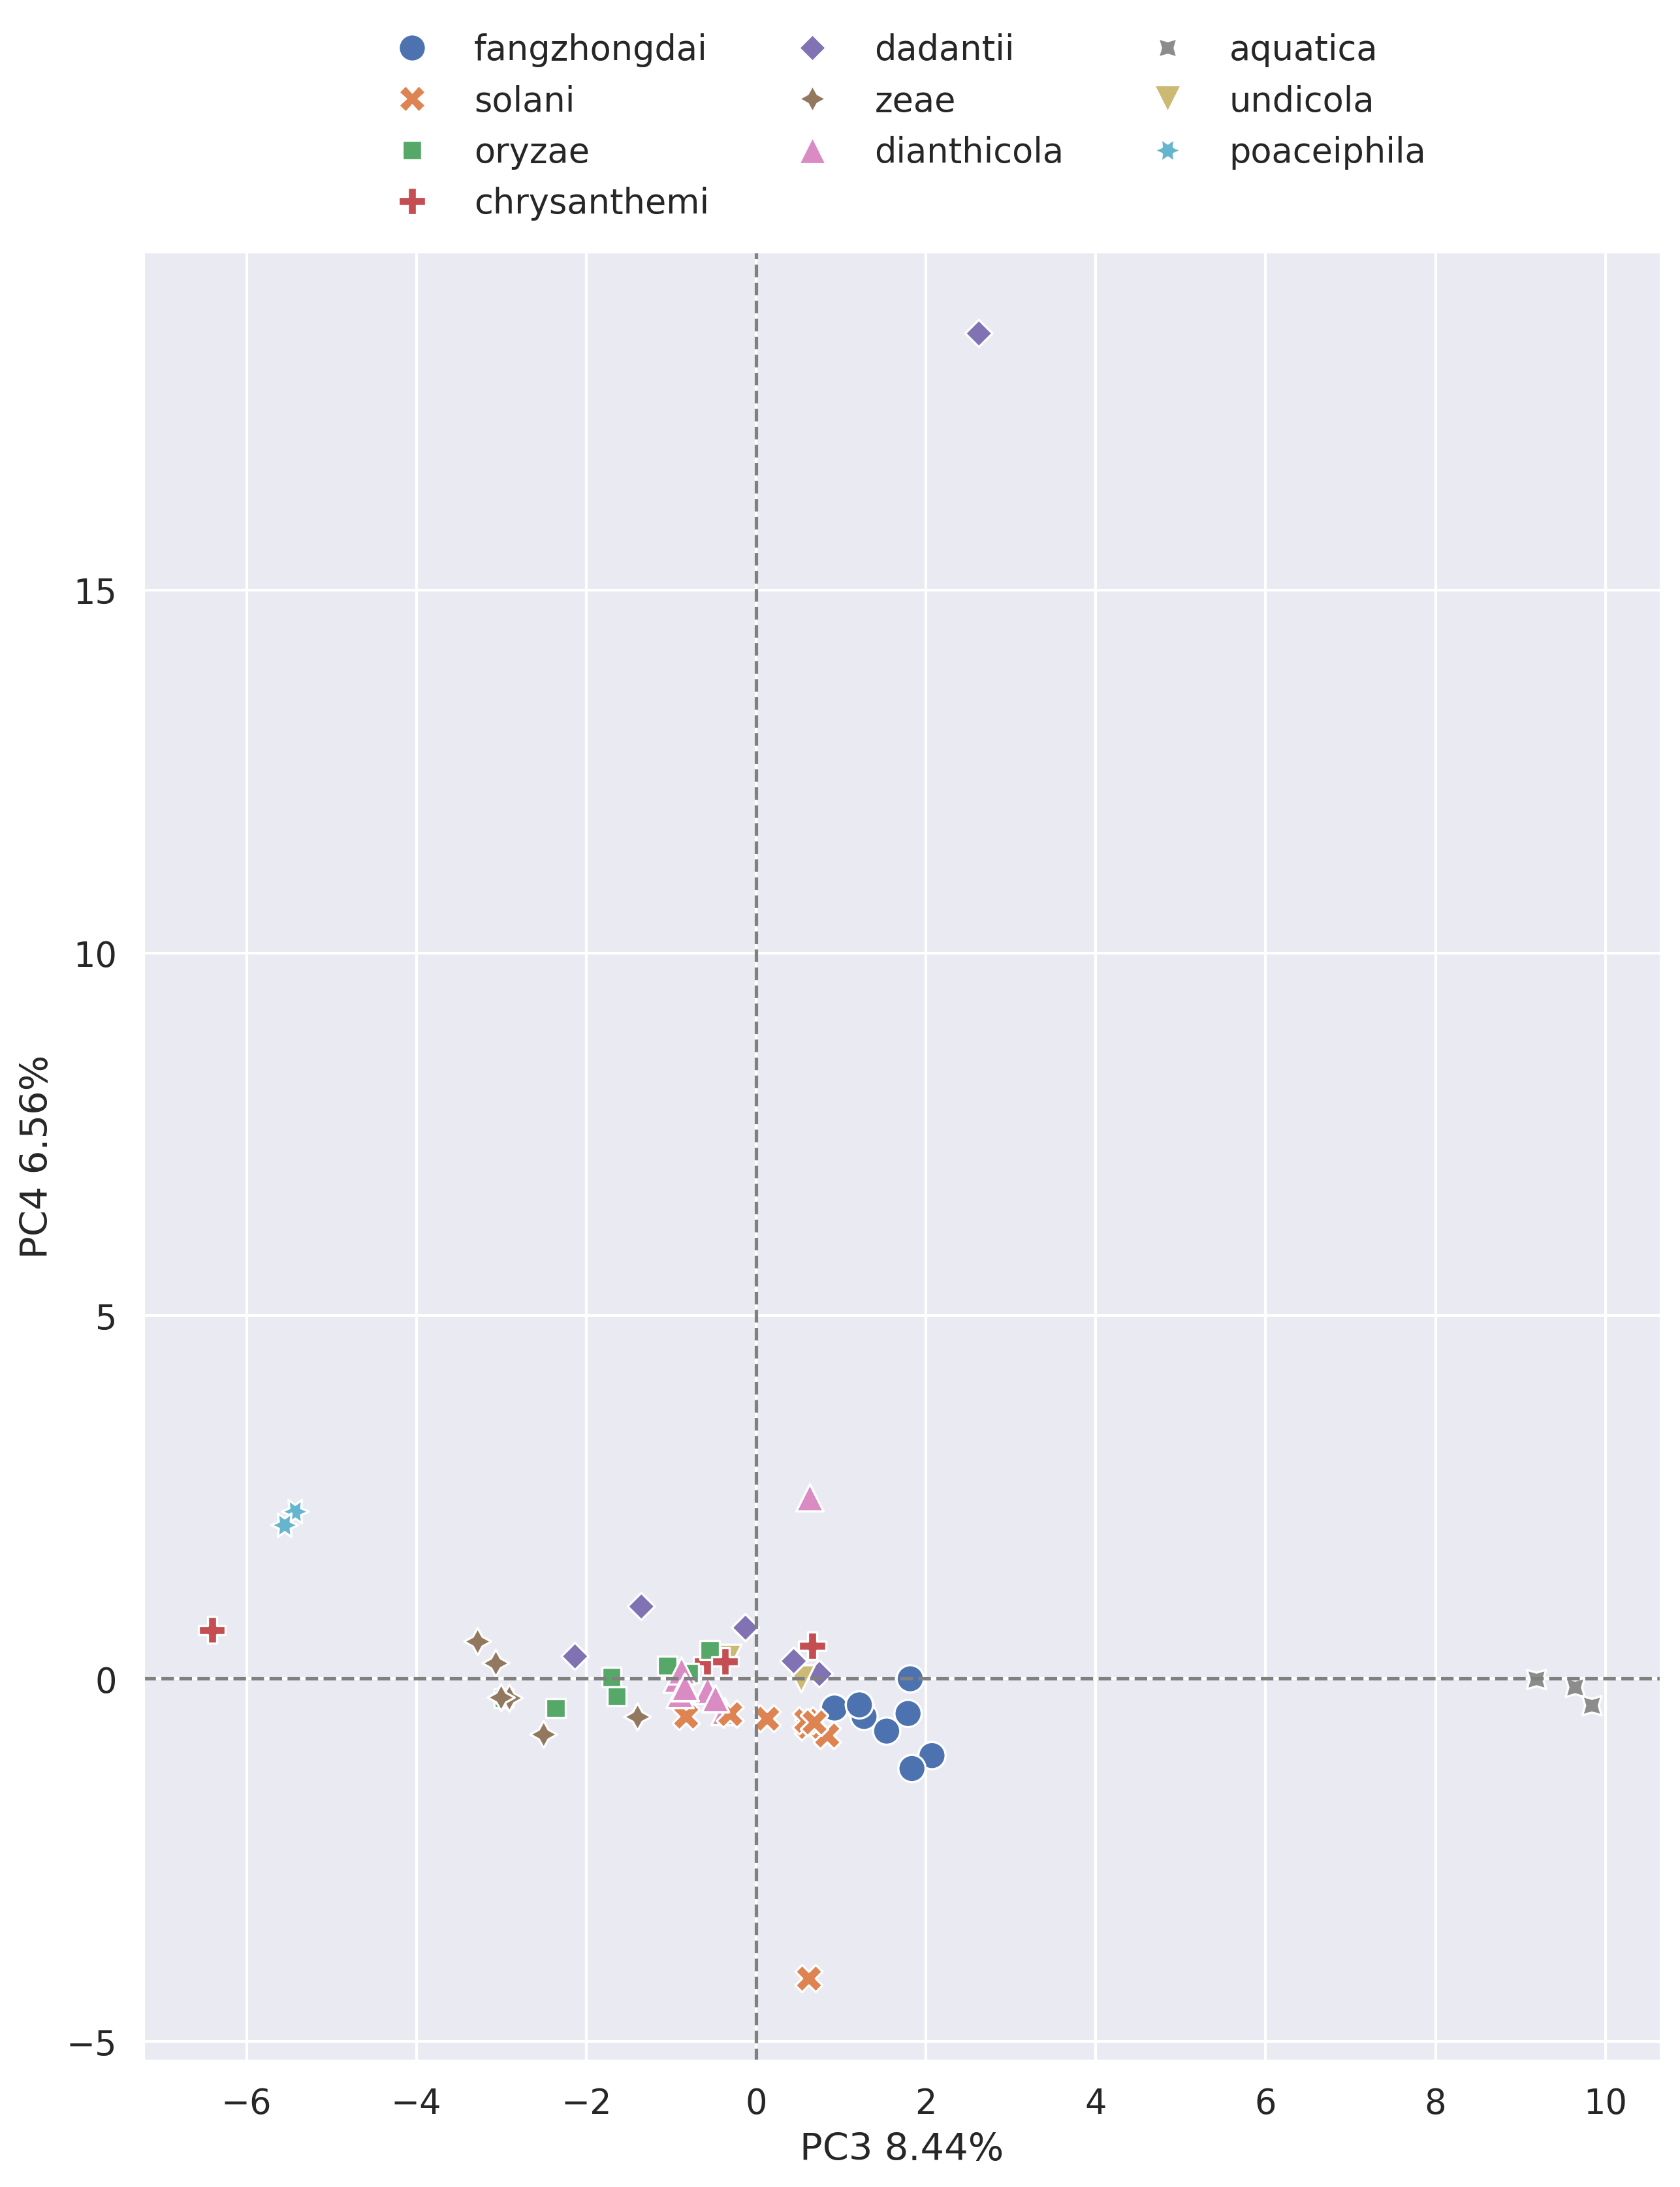 fangzhongdai
solani
oryzae
chrysanthemi
dadantii
zeae
dianthicola
aquatica
undicola
poaceiphila
15
10
5
0
−5
PC4 6.56%
−6 −4 −2 0 2 4 6 8 10
PC3 8.44%